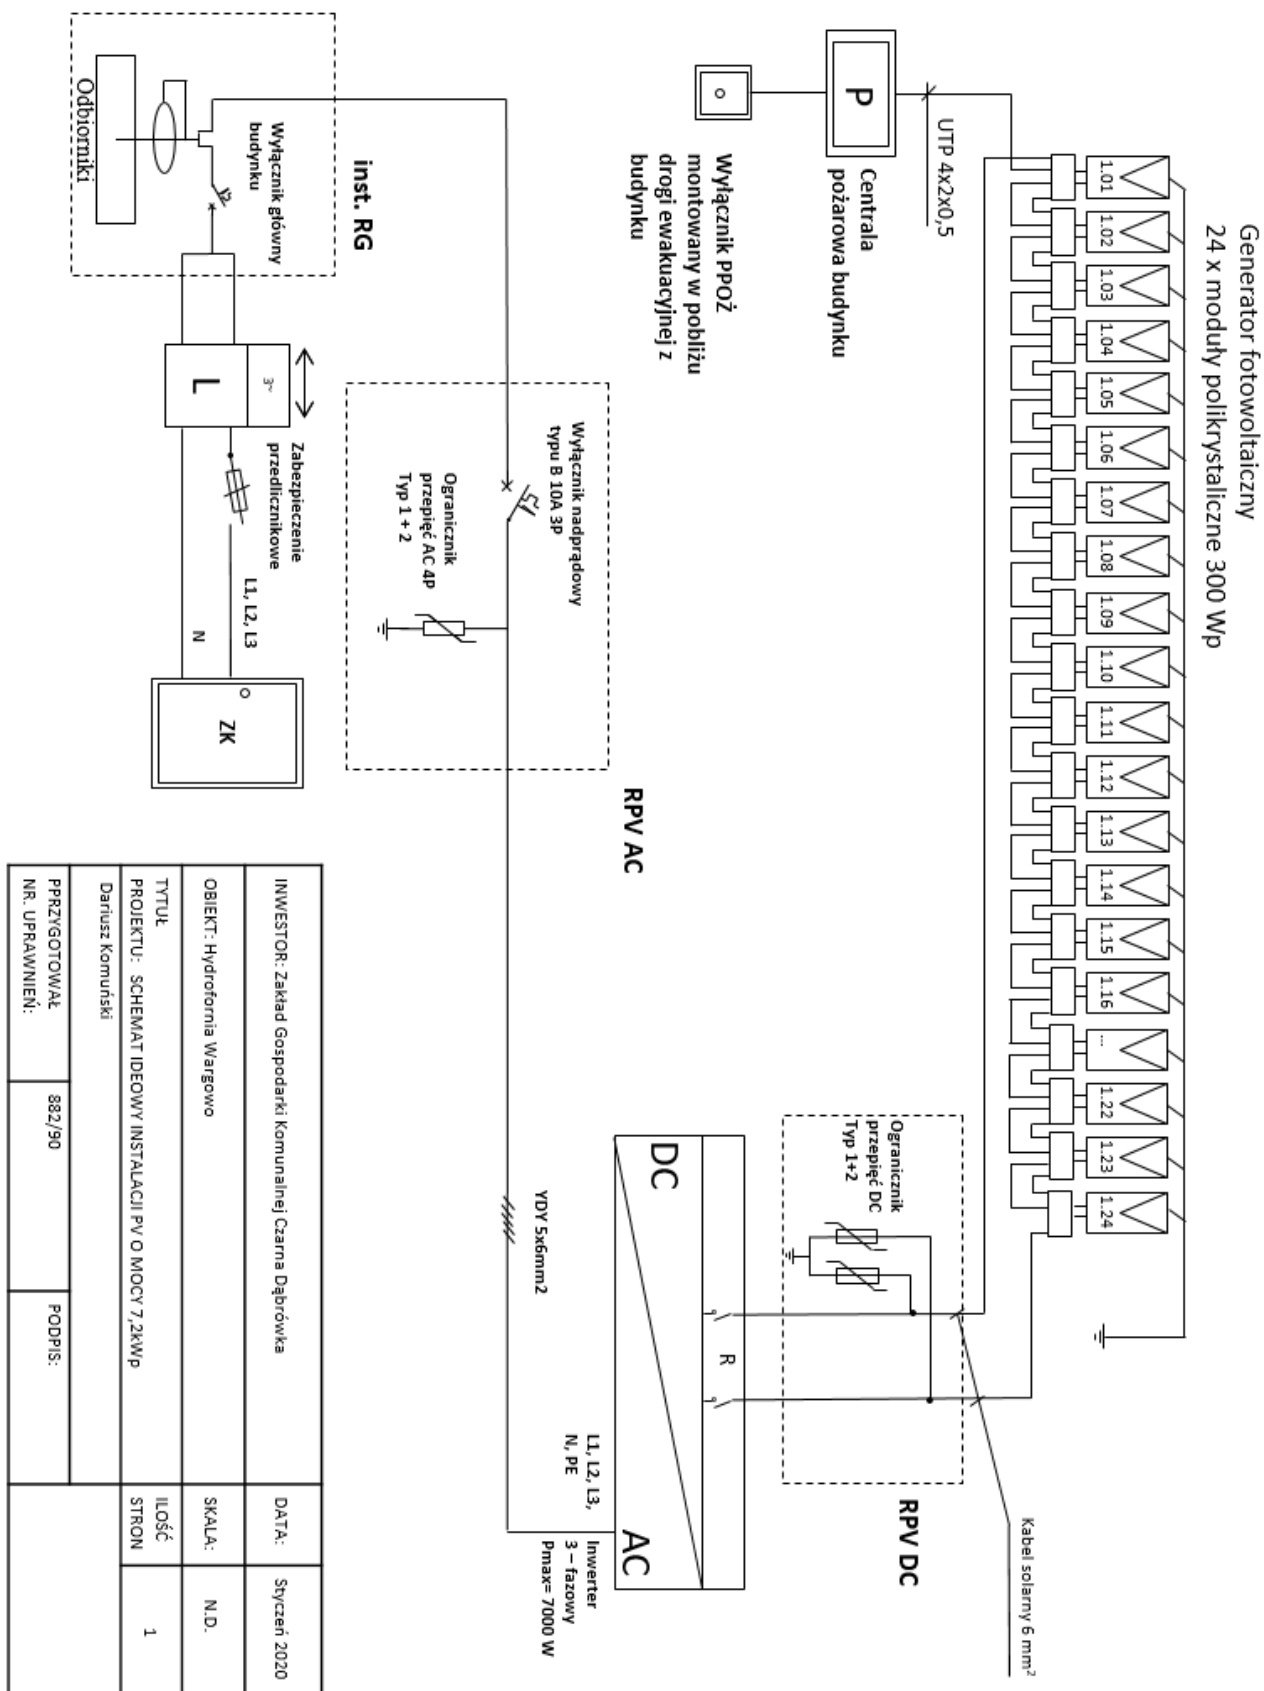 Generator fotowoltaiczny
24 x moduły polikrystaliczne 300 Wp
1.01
1.02
1.03
1.04
1.05
1.06
1.07
1.08
1.09
1.10
1.11
1.12
1.13
1.14
1.15
1.16
...
1.22
1.23
1.24
UTP 4x2x0,5
P
Centrala
pożarowa budynku
Wyłącznik PPOŻ
montowany w pobliżu
drogi ewakuacyjnej z
budynku
Kabel solarny 6 mm²
RPV DC
Ogranicznik
przepięć DC
Typ 1+2
R
DC
AC
Inwerter
3 – fazowy
Pmax= 7000 W
L1, L2, L3,
N, PE
YDY 5x6mm2
RPV AC
Wyłącznik nadprądowy
typu B 10A 3P
Ogranicznik
przepięć AC 4P
Typ 1 + 2
inst. RG
Wyłącznik główny
budynku
Odbiorniki
3~
L
Zabezpieczenie
przedlicznikowe
L1, L2, L3
N
ZK
INWESTOR: Zakład Gospodarki Komunalnej Czarna Dąbrówka
DATA:
Styczeń 2020
OBIEKT: Hydrofornia Wargowo
SKALA:
N.D.
TYTUŁ
PROJEKTU: SCHEMAT IDEOWY INSTALACJI PV O MOCY 7,2kWp
ILOŚĆ
STRON
1
Dariusz Komuński
PPRZYGOTOWAŁ
NR. UPRAWNIEŃ:
882/90
PODPIS: